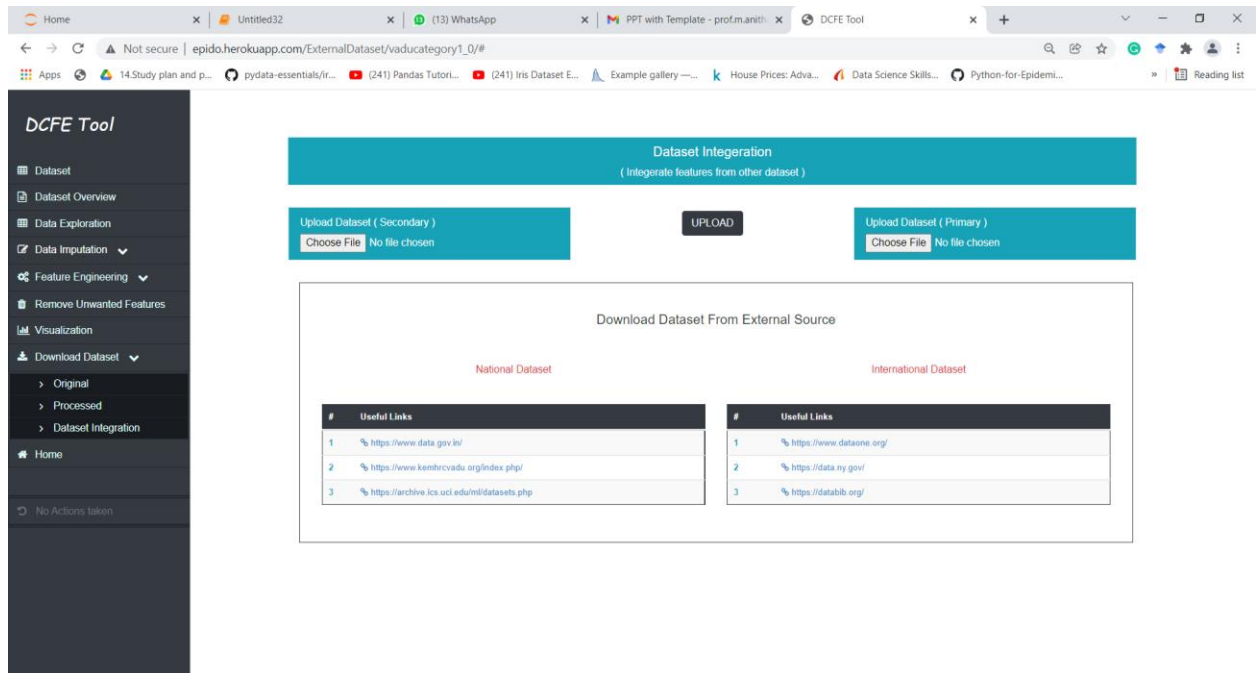 Home
Untitled32
(13) WhatsApp
PPT with Template - prof.m.anith
DCFE Tool
Not secure | epido.herokuapp.com/ExternalDataset/vaducategory1_0/#
Apps
14.Study plan and p...
pydata-essentials/ir...
(241) Pandas Tutori...
(241) Iris Dataset E...
Example gallery —...
House Prices: Adva...
Data Science Skills...
Python-for-Epidemi...
»
Reading list
DCFE Tool
Dataset
Dataset Overview
Data Exploration
Data Imputation
Feature Engineering
Remove Unwanted Features
Visualization
Download Dataset
> Original
> Processed
> Dataset Integration
Home
No Actions taken
Dataset Integeration
( Integerate features from other dataset )
Upload Dataset ( Secondary )
Choose File No file chosen
UPLOAD
Upload Dataset ( Primary )
Choose File No file chosen
Download Dataset From External Source
National Dataset
# Useful Links
1 https://www.data.gov.in/
2 https://www.kemhrcvadu.org/index.php/
3 https://archive.ics.uci.edu/ml/datasets.php
International Dataset
# Useful Links
1 https://www.dataone.org/
2 https://data.ny.gov/
3 https://databib.org/